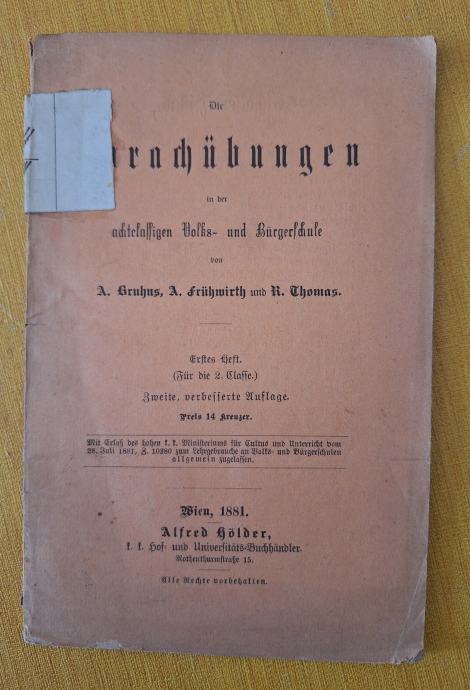 Die
prachübungen
in der
achtclassigen Volks- und Bürgerschule
von
A. Bruhns, A. Frühwirth und R. Thomas.
Erstes Heft.
(Für die 2. Classe.)
Zweite, verbesserte Auflage.
Preis 14 Kreuzer.
Mit Erlaß des hohen k. k. Ministeriums für Cultus und Unterricht vom
28. Juli 1881, Z. 10280 zum Lehrgebrauche an Volks- und Bürgerschulen
allgemein zugelassen.
Wien, 1881.
Alfred Hölder,
k. k. Hof- und Universitäts-Buchhändler.
Rothenthurmstraße 15.
Alle Rechte vorbehalten.